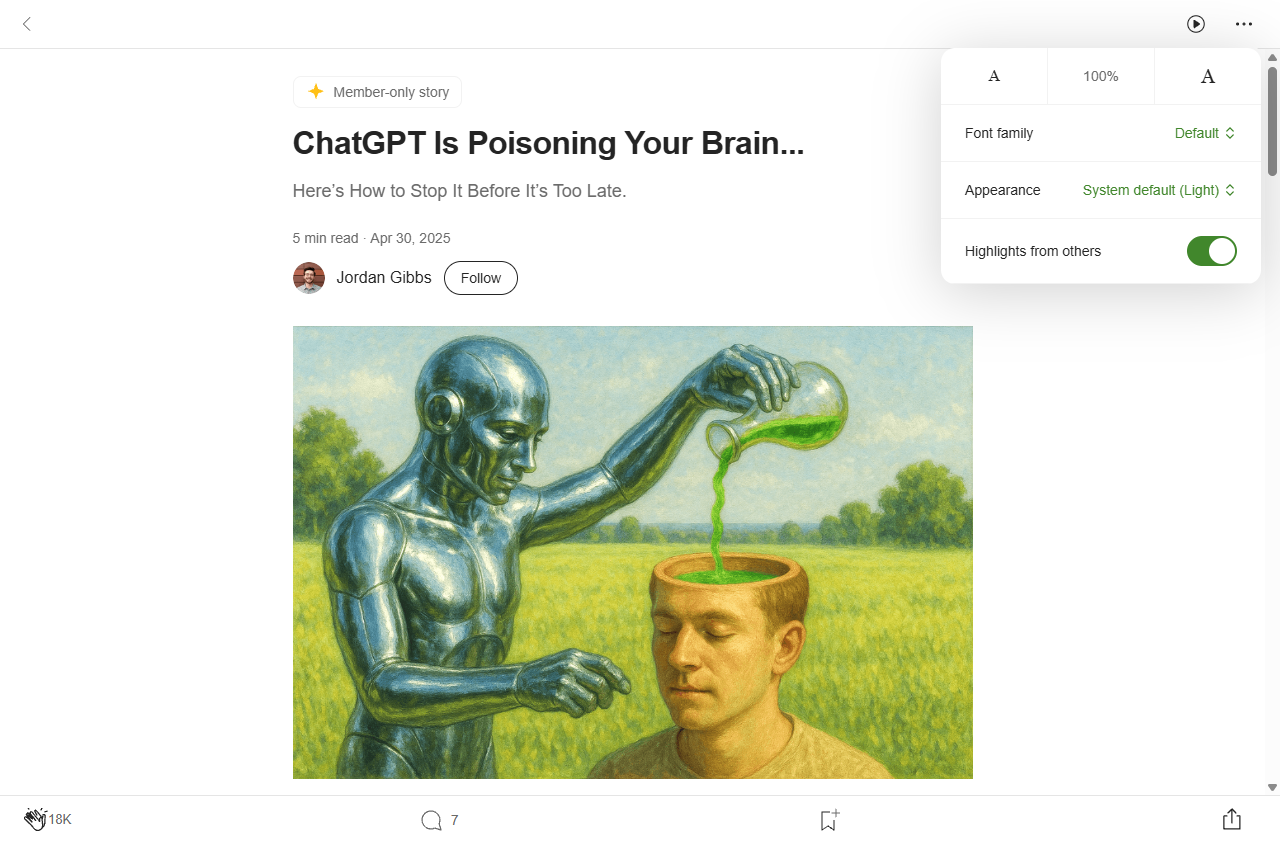 A 100% A
Member-only story
ChatGPT Is Poisoning Your Brain...
Font family Default
Here’s How to Stop It Before It’s Too Late.
Appearance System default (Light)
5 min read · Apr 30, 2025
Highlights from others
Jordan Gibbs Follow
18K 7